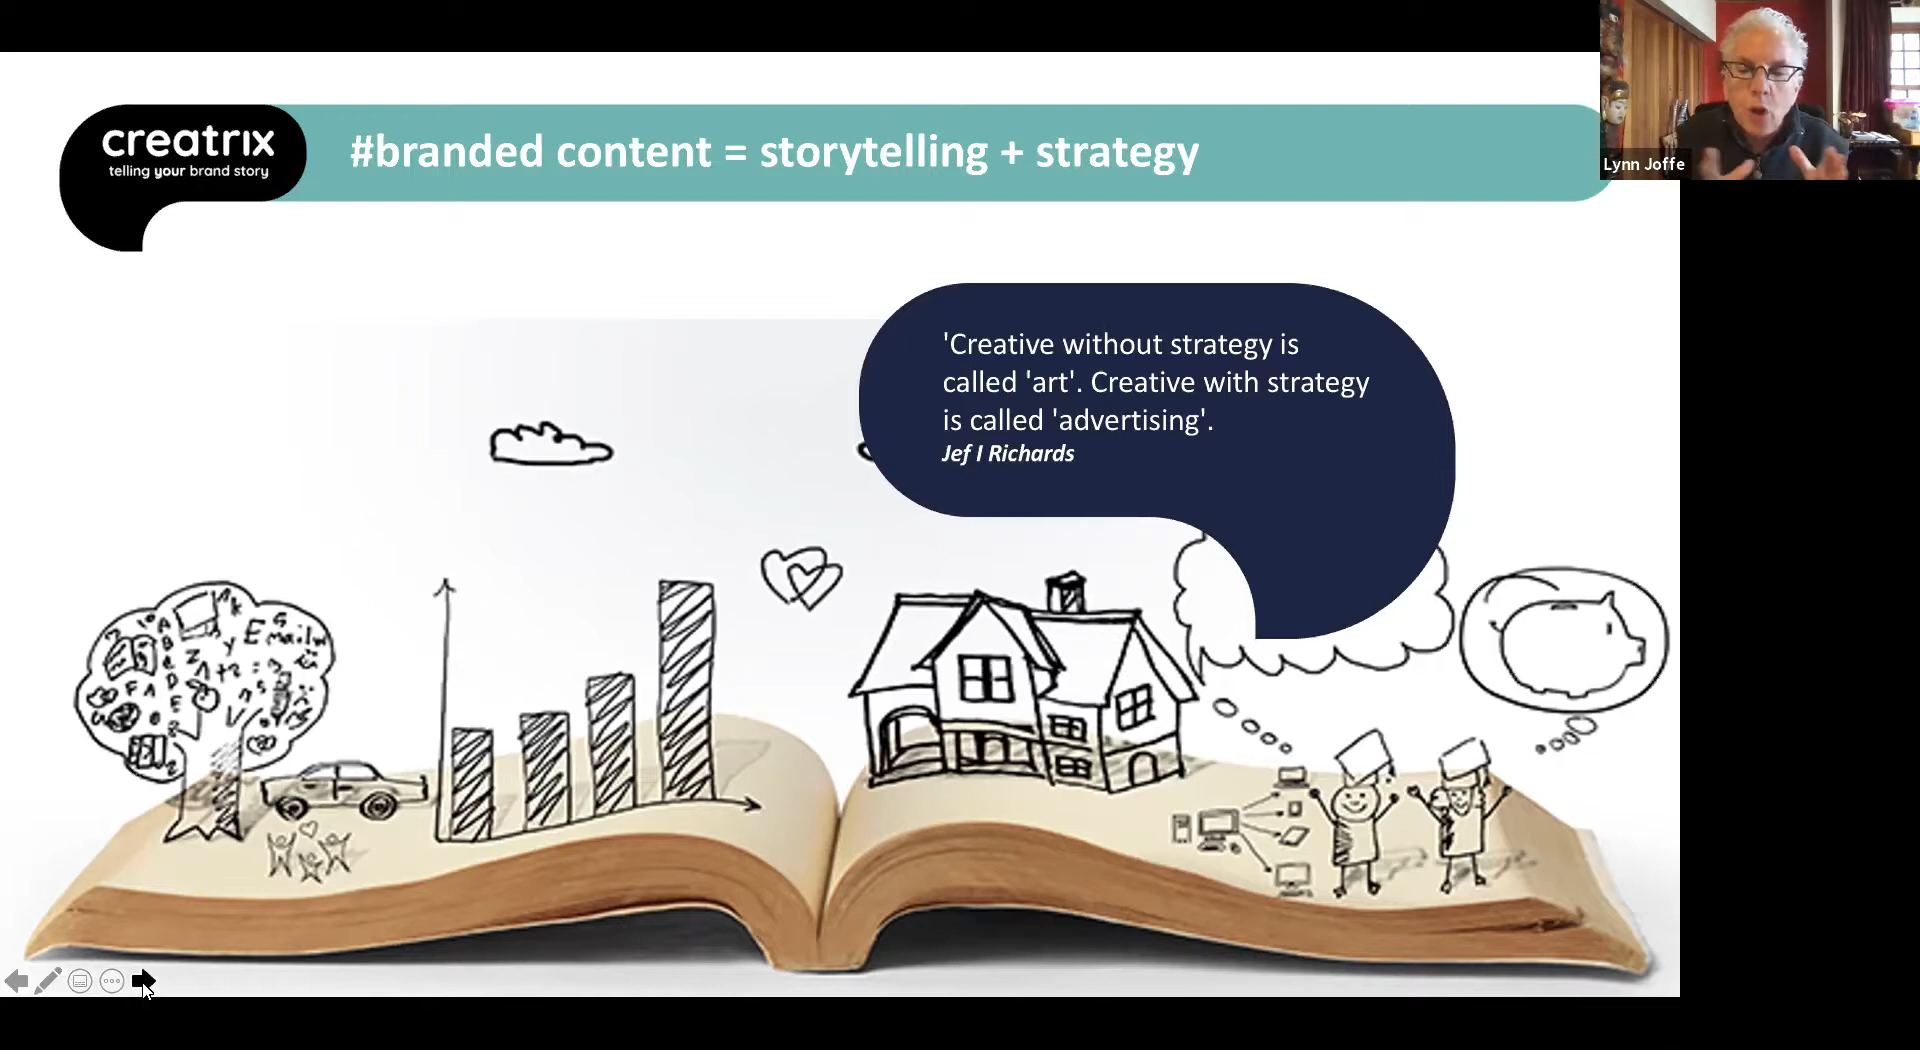 creatrix
telling your brand story
#branded content = storytelling + strategy
Lynn Joffe
'Creative without strategy is
called 'art'. Creative with strategy
is called 'advertising'.
Jef I Richards